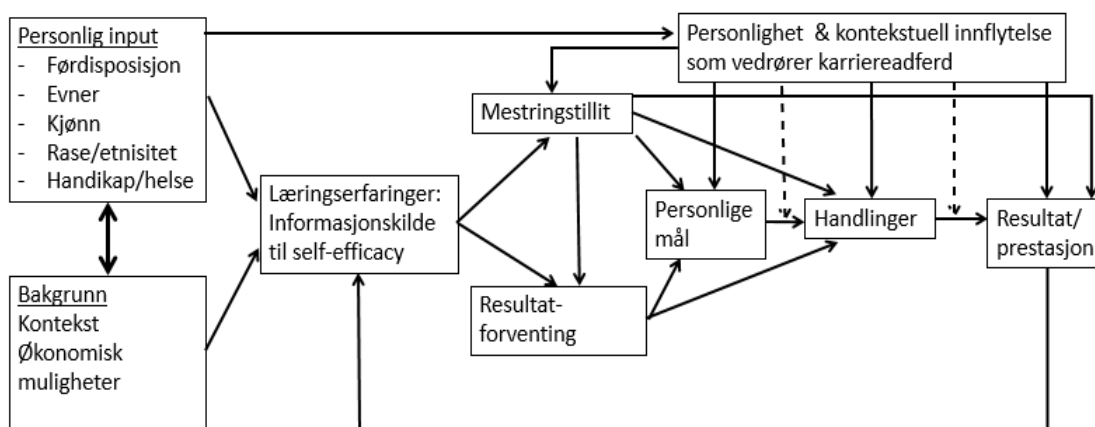 Personlig input
- Førdisposisjon
- Evner
- Kjønn
- Rase/etnisitet
- Handikap/helse
Bakgrunn
Kontekst
Økonomisk
muligheter
Læringserfaringer:
Informasjonskilde
til self-efficacy
Mestringstillit
Resultat-
forventing
Personlighet & kontekstuell innflytelse
som vedrører karriereadferd
Personlige
mål
Handlinger
Resultat/
prestasjon